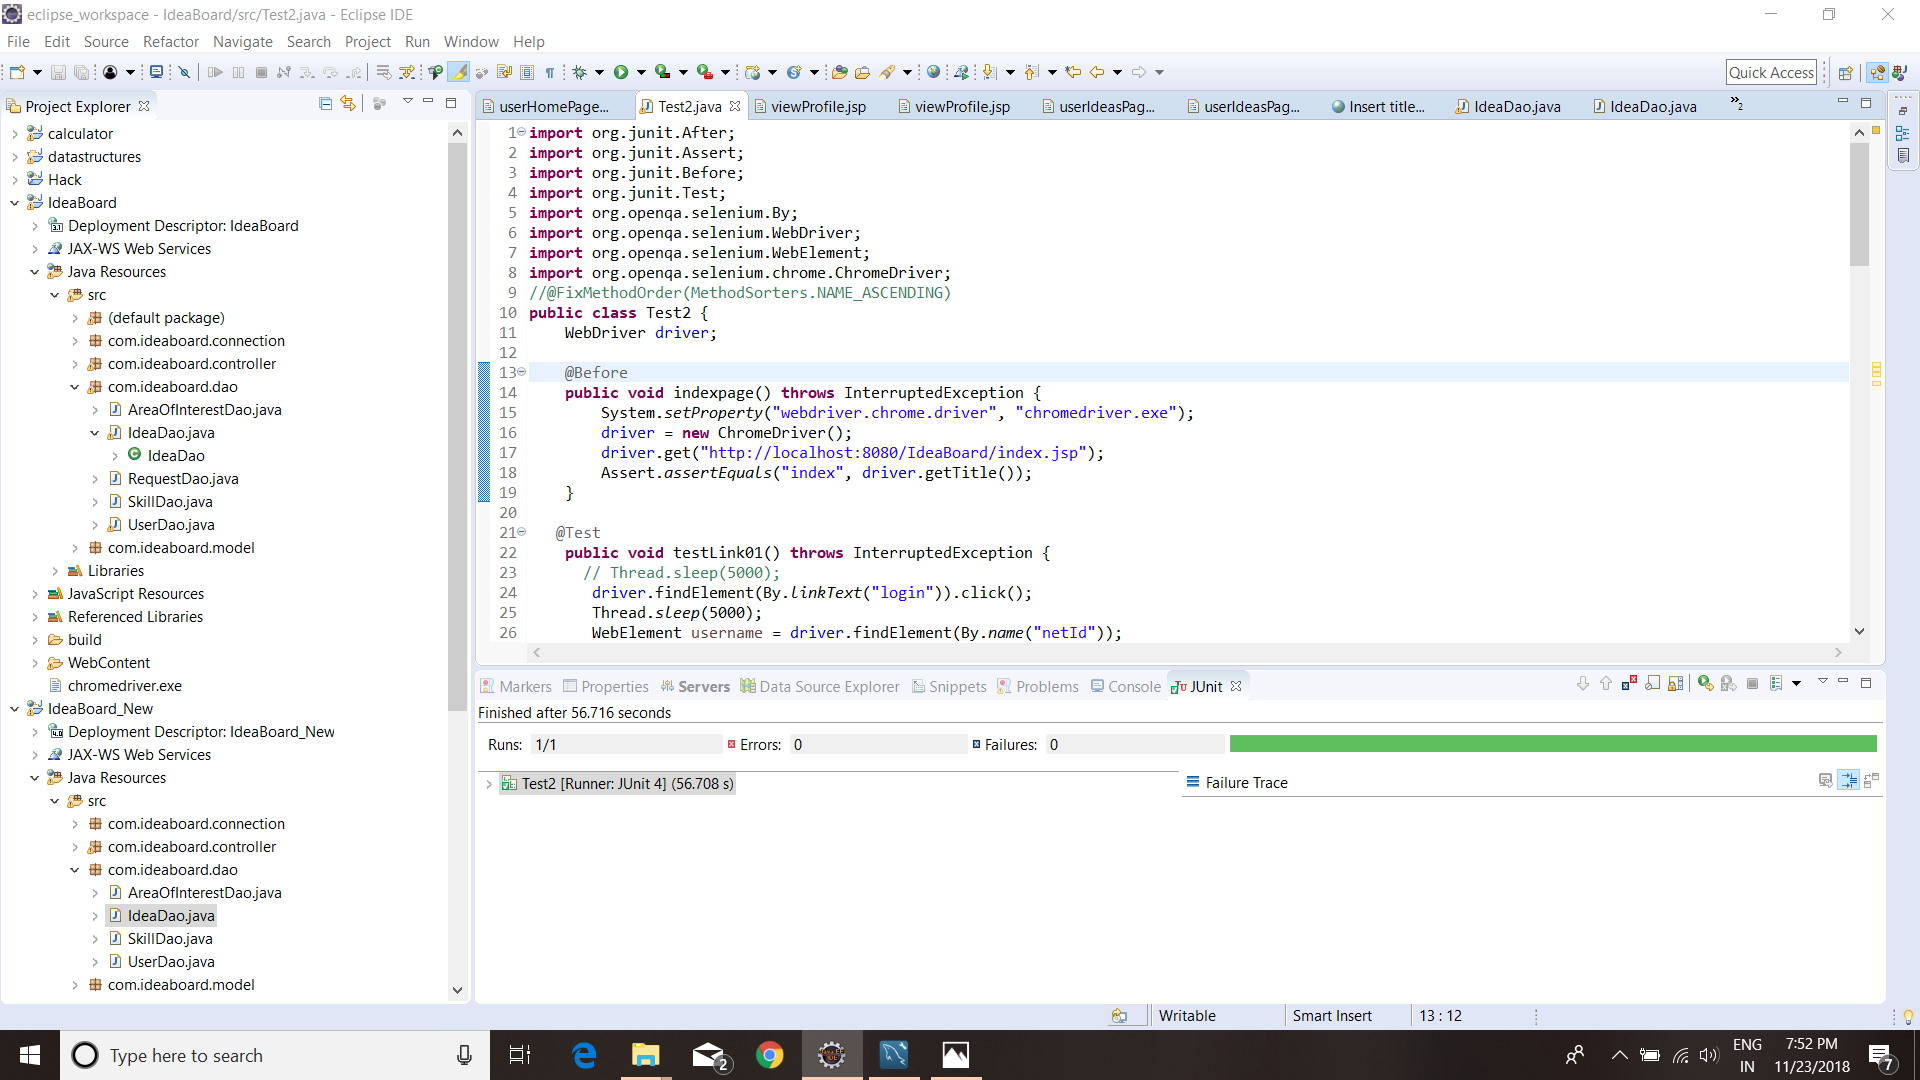 eclipse_workspace - IdeaBoard/src/Test2.java - Eclipse IDE
File Edit Source Refactor Navigate Search Project Run Window Help
Quick Access
Project Explorer
calculator
datastructures
Hack
IdeaBoard
Deployment Descriptor: IdeaBoard
JAX-WS Web Services
Java Resources
src
(default package)
com.ideaboard.connection
com.ideaboard.controller
com.ideaboard.dao
AreaOfInterestDao.java
IdeaDao.java
IdeaDao
RequestDao.java
SkillDao.java
UserDao.java
com.ideaboard.model
Libraries
JavaScript Resources
Referenced Libraries
build
WebContent
chromedriver.exe
IdeaBoard_New
Deployment Descriptor: IdeaBoard_New
JAX-WS Web Services
Java Resources
src
com.ideaboard.connection
com.ideaboard.controller
com.ideaboard.dao
AreaOfInterestDao.java
IdeaDao.java
SkillDao.java
UserDao.java
com.ideaboard.model
userHomePage... Test2.java viewProfile.jsp viewProfile.jsp userIdeasPag... userIdeasPag... Insert title... IdeaDao.java IdeaDao.java »2
1 import org.junit.After;
2 import org.junit.Assert;
3 import org.junit.Before;
4 import org.junit.Test;
5 import org.openqa.selenium.By;
6 import org.openqa.selenium.WebDriver;
7 import org.openqa.selenium.WebElement;
8 import org.openqa.selenium.chrome.ChromeDriver;
9 //@FixMethodOrder(MethodSorters.NAME_ASCENDING)
10 public class Test2 {
11 WebDriver driver;
12
13 @Before
14 public void indexpage() throws InterruptedException {
15 System.setProperty("webdriver.chrome.driver", "chromedriver.exe");
16 driver = new ChromeDriver();
17 driver.get("http://localhost:8080/IdeaBoard/index.jsp");
18 Assert.assertEquals("index", driver.getTitle());
19 }
20
21 @Test
22 public void testLink01() throws InterruptedException {
23 // Thread.sleep(5000);
24 driver.findElement(By.linkText("login")).click();
25 Thread.sleep(5000);
26 WebElement username = driver.findElement(By.name("netId"));
Markers Properties Servers Data Source Explorer Snippets Problems Console JUnit
Finished after 56.716 seconds
Runs: 1/1 Errors: 0 Failures: 0
Test2 [Runner: JUnit 4] (56.708 s)
Failure Trace
Writable Smart Insert 13 : 12
Type here to search
2
ENG
IN
7:52 PM
11/23/2018
7